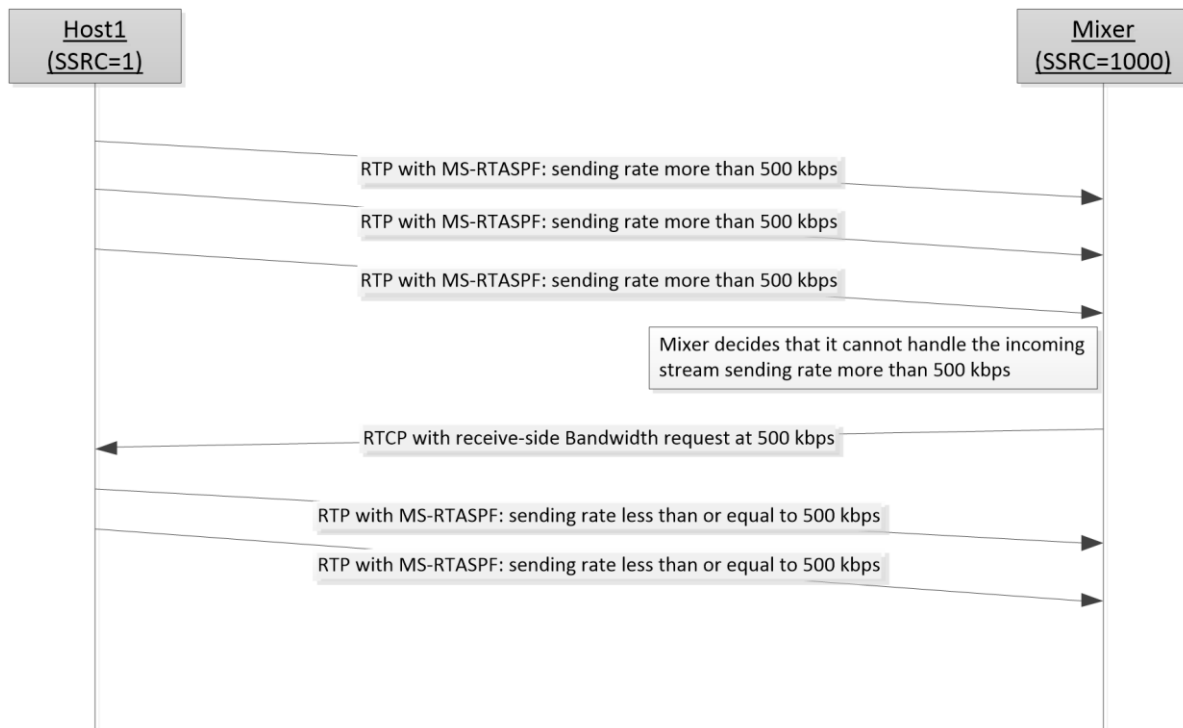 Host1
(SSRC=1)
Mixer
(SSRC=1000)
RTP with MS-RTASPF: sending rate more than 500 kbps
RTP with MS-RTASPF: sending rate more than 500 kbps
RTP with MS-RTASPF: sending rate more than 500 kbps
Mixer decides that it cannot handle the incoming
stream sending rate more than 500 kbps
RTCP with receive-side Bandwidth request at 500 kbps
RTP with MS-RTASPF: sending rate less than or equal to 500 kbps
RTP with MS-RTASPF: sending rate less than or equal to 500 kbps